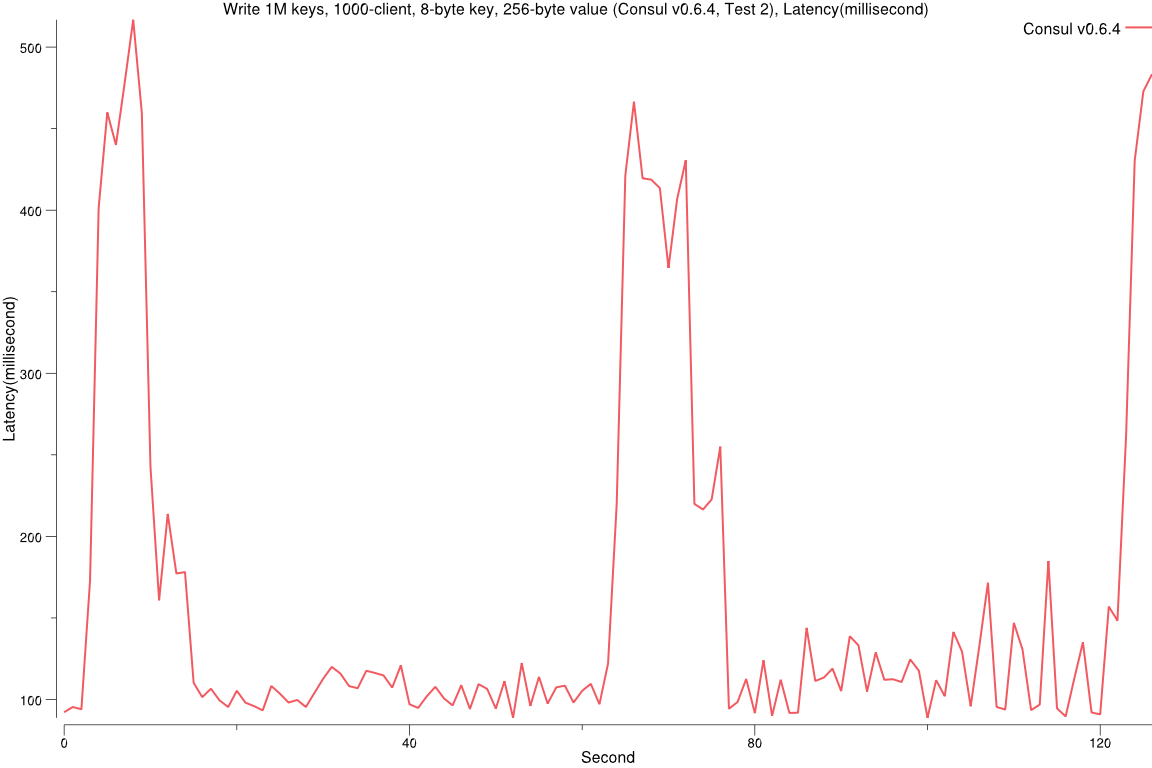 Write 1M keys, 1000-client, 8-byte key, 256-byte value (Consul v0.6.4, Test 2), Latency(millisecond)
Consul v0.6.4
500
400
300
200
100
Latency(millisecond)
0 40 80 120
Second